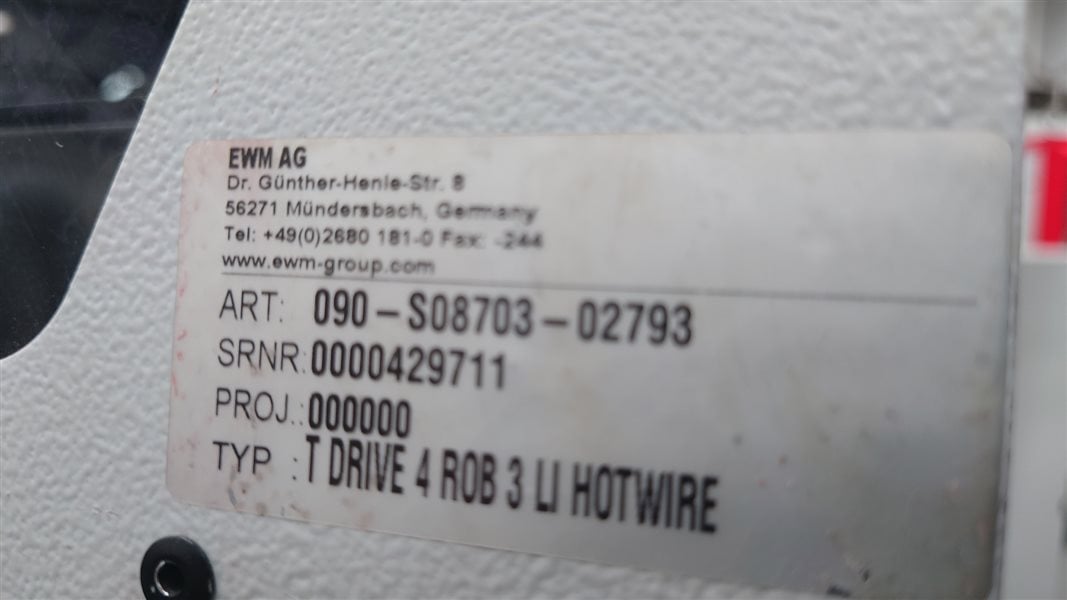 EWM AG
Dr. Günther-Henle-Str. 8
56271 Mündersbach, Germany
Tel: +49(0)2680 181-0 Fax: -244
www.ewm-group.com
ART: 090-S08703-02793
SRNR:0000429711
PROJ.:000000
TYP :T DRIVE 4 ROB 3 LI HOTWIRE